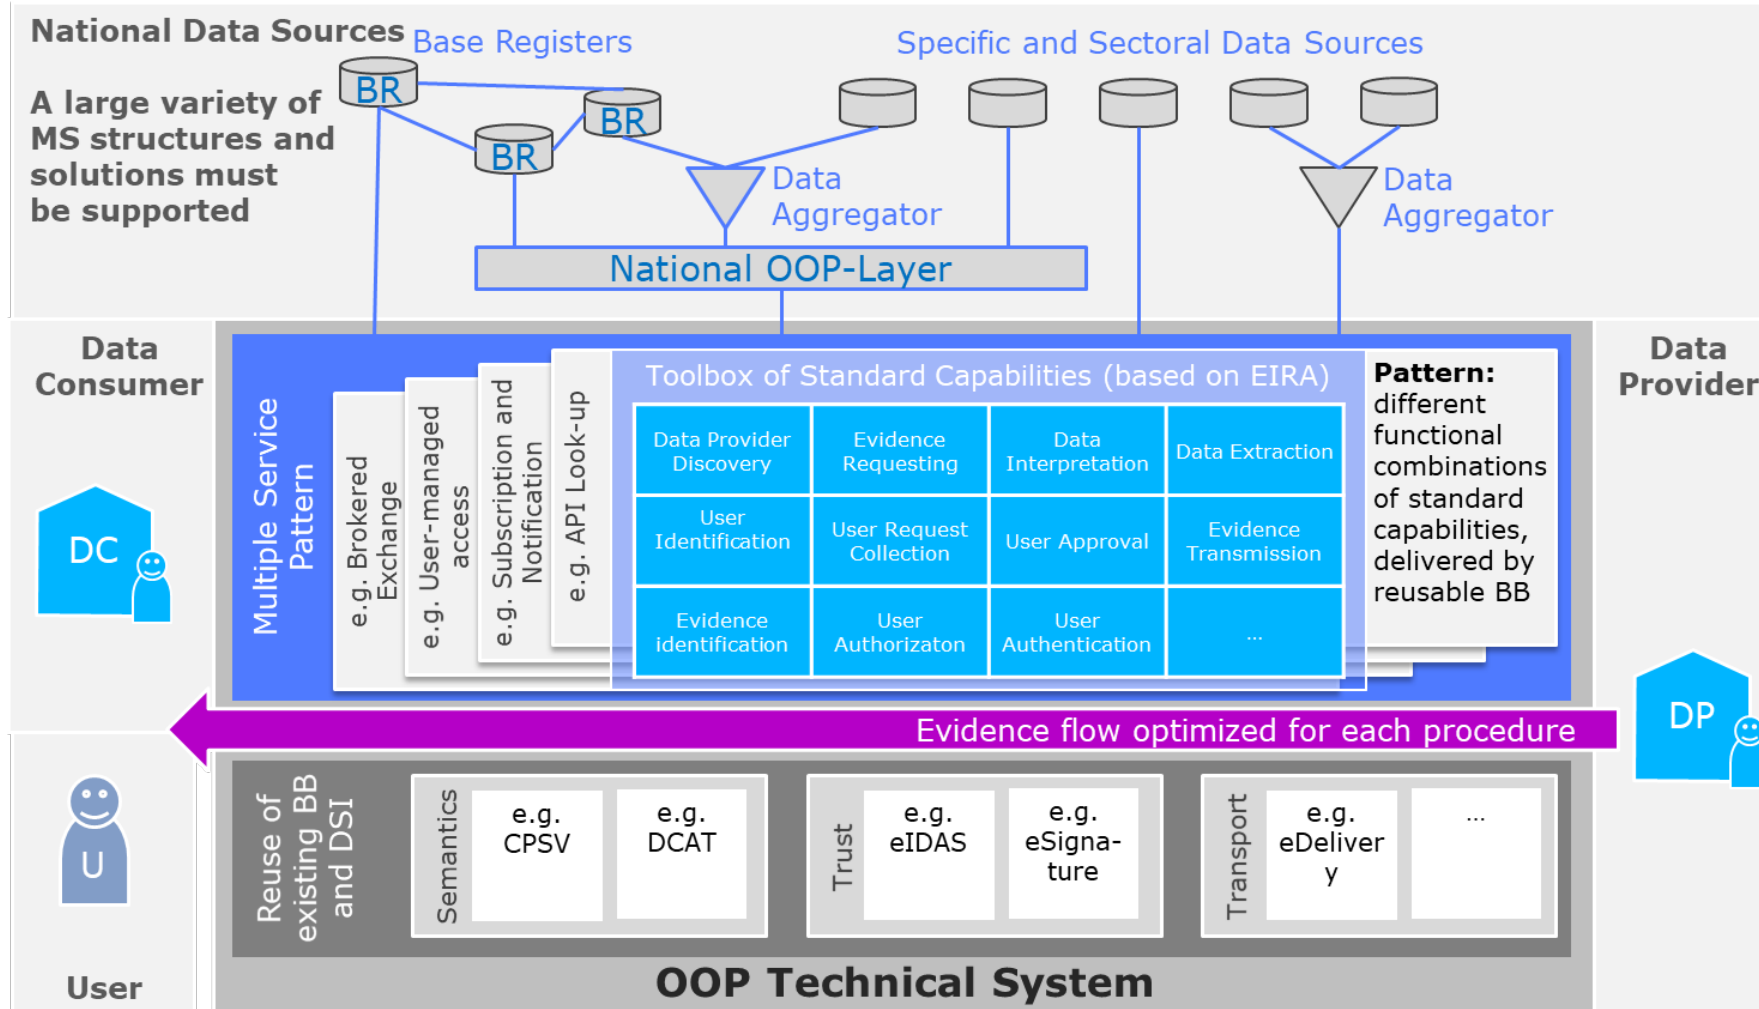 National Data Sources
Base Registers
Specific and Sectoral Data Sources
A large variety of
MS structures and
solutions must
be supported
BR
BR
BR
Data
Aggregator
Data
Aggregator
National OOP-Layer
Data
Consumer
Data
Provider
Multiple Service
Pattern
e.g. Brokered
Exchange
e.g. User-managed
access
e.g. Subscription and
Notification
e.g. API Look-up
Toolbox of Standard Capabilities (based on EIRA)
Data Provider
Discovery
Evidence
Requesting
Data
Interpretation
Data Extraction
User
Identification
User Request
Collection
User Approval
Evidence
Transmission
Evidence
identification
User
Authorizaton
User
Authentication
...
Pattern:
different
functional
combinations
of standard
capabilities,
delivered by
reusable BB
DC
DP
Evidence flow optimized for each procedure
U
User
Reuse of
existing BB
and DSI
Semantics
e.g.
CPSV
e.g.
DCAT
Trust
e.g.
eIDAS
e.g.
eSigna-
ture
Transport
e.g.
eDeliver
y
...
OOP Technical System